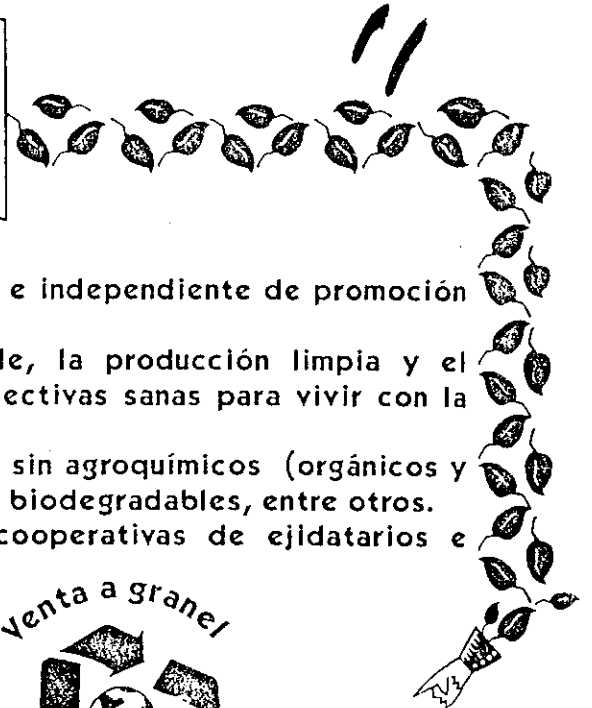 e independiente de promoción
le, la producción limpia y el
ectivas sanas para vivir con la
sin agroquímicos (orgánicos y
biodegradables, entre otros.
cooperativas de ejidatarios e
Venta a granel